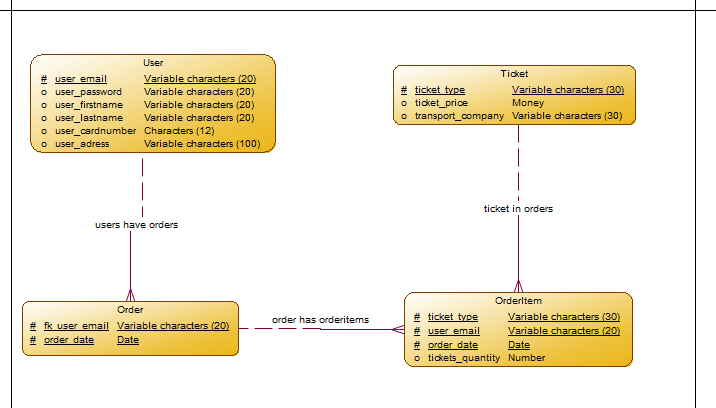 User
# user_email Variable characters (20)
o user_password Variable characters (20)
o user_firstname Variable characters (20)
o user_lastname Variable characters (20)
o user_cardnumber Characters (12)
o user_adress Variable characters (100)
Ticket
# ticket_type Variable characters (30)
o ticket_price Money
o transport_company Variable characters (30)
users have orders
ticket in orders
Order
# fk_user_email Variable characters (20)
# order_date Date
order has orderitems
OrderItem
# ticket_type Variable characters (30)
# user_email Variable characters (20)
# order_date Date
o tickets_quantity Number